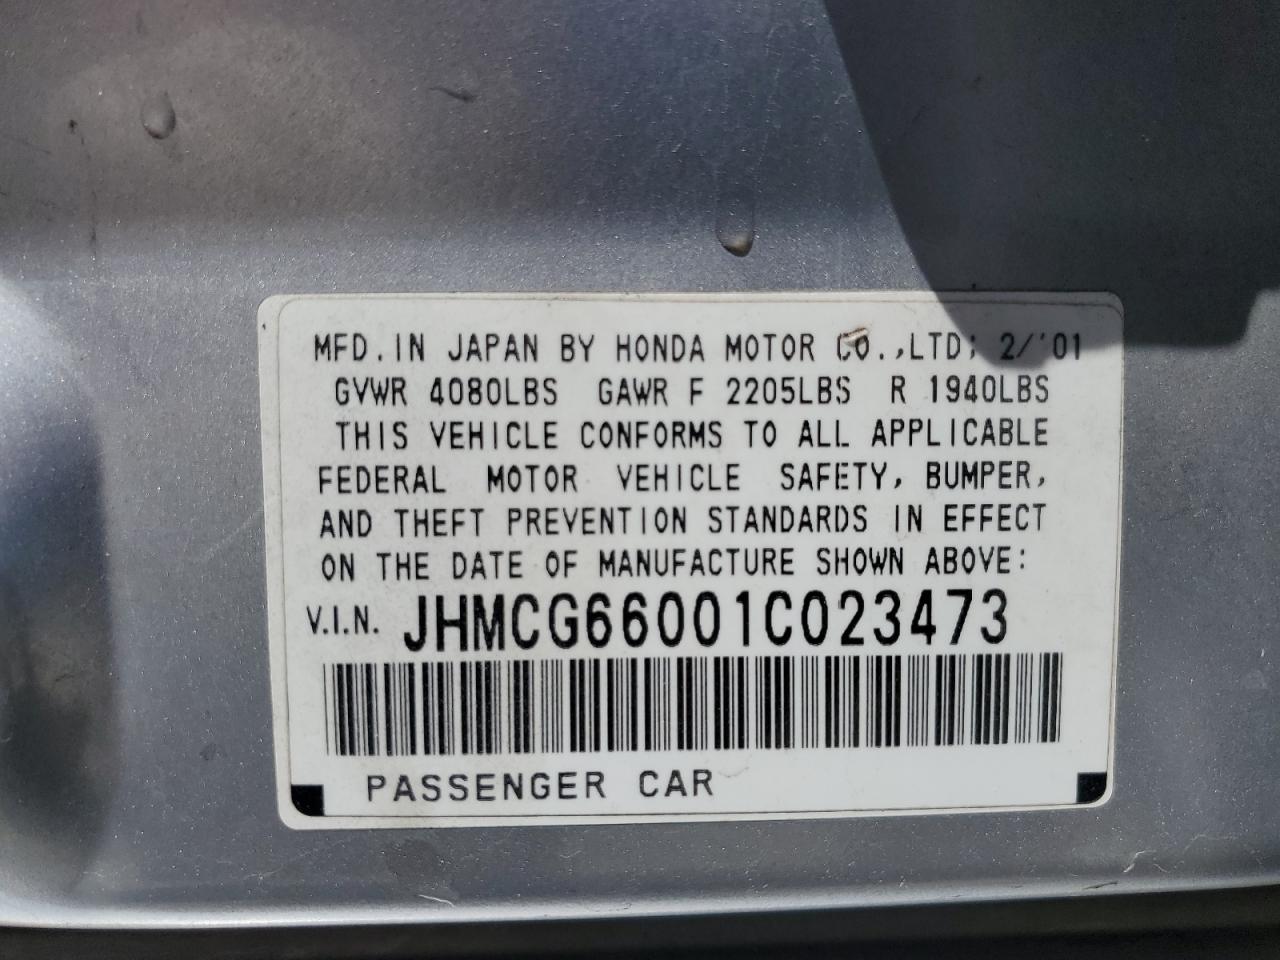 MFD. IN JAPAN BY HONDA MOTOR CO.,LTD; 2/'01
GVWR 4080LBS GAWR F 2205LBS R 1940LBS
THIS VEHICLE CONFORMS TO ALL APPLICABLE
FEDERAL MOTOR VEHICLE SAFETY, BUMPER,
AND THEFT PREVENTION STANDARDS IN EFFECT
ON THE DATE OF MANUFACTURE SHOWN ABOVE:
V.I.N. JHMCG66001C023473
PASSENGER CAR